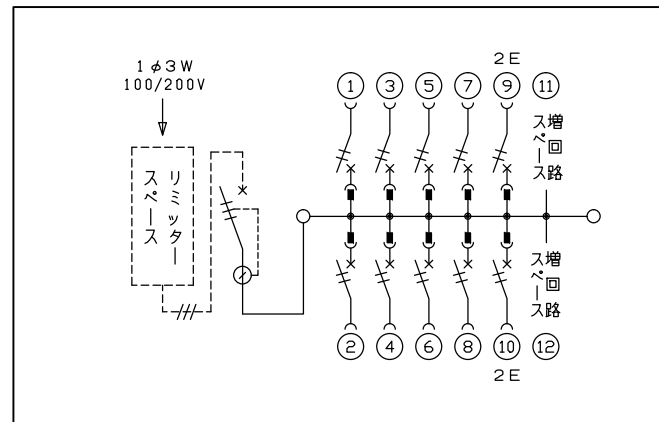 1φ3W
100/200V
リミッター
スペース
2E
① ③ ⑤ ⑦ ⑨ ⑪
増回路
スペース
増回路
スペース
② ④ ⑥ ⑧ ⑩ ⑫
2E